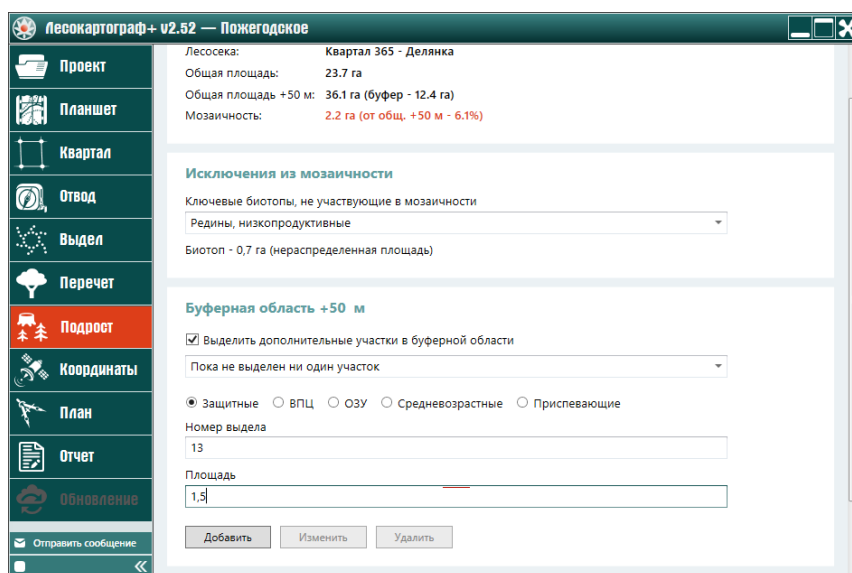 Лесокартограф+ v2.52 — Пожегодское
Проект
Планшет
Квартал
Отвод
Выдел
Перечет
Подрост
Координаты
План
Отчет
Обновление
Отправить сообщение
Лесосека: Квартал 365 - Делянка
Общая площадь: 23.7 га
Общая площадь +50 м: 36.1 га (буфер - 12.4 га)
Мозаичность: 2.2 га (от общ. +50 м - 6.1%)
Исключения из мозаичности
Ключевые биотопы, не участвующие в мозаичности
Редины, низкопродуктивные
Биотоп - 0,7 га (нераспределенная площадь)
Буферная область +50 м
Выделить дополнительные участки в буферной области
Пока не выделен ни один участок
Защитные ВПЦ ОЗУ Средневозрастные Приспевающие
Номер выдела
13
Площадь
1,5
Добавить Изменить Удалить